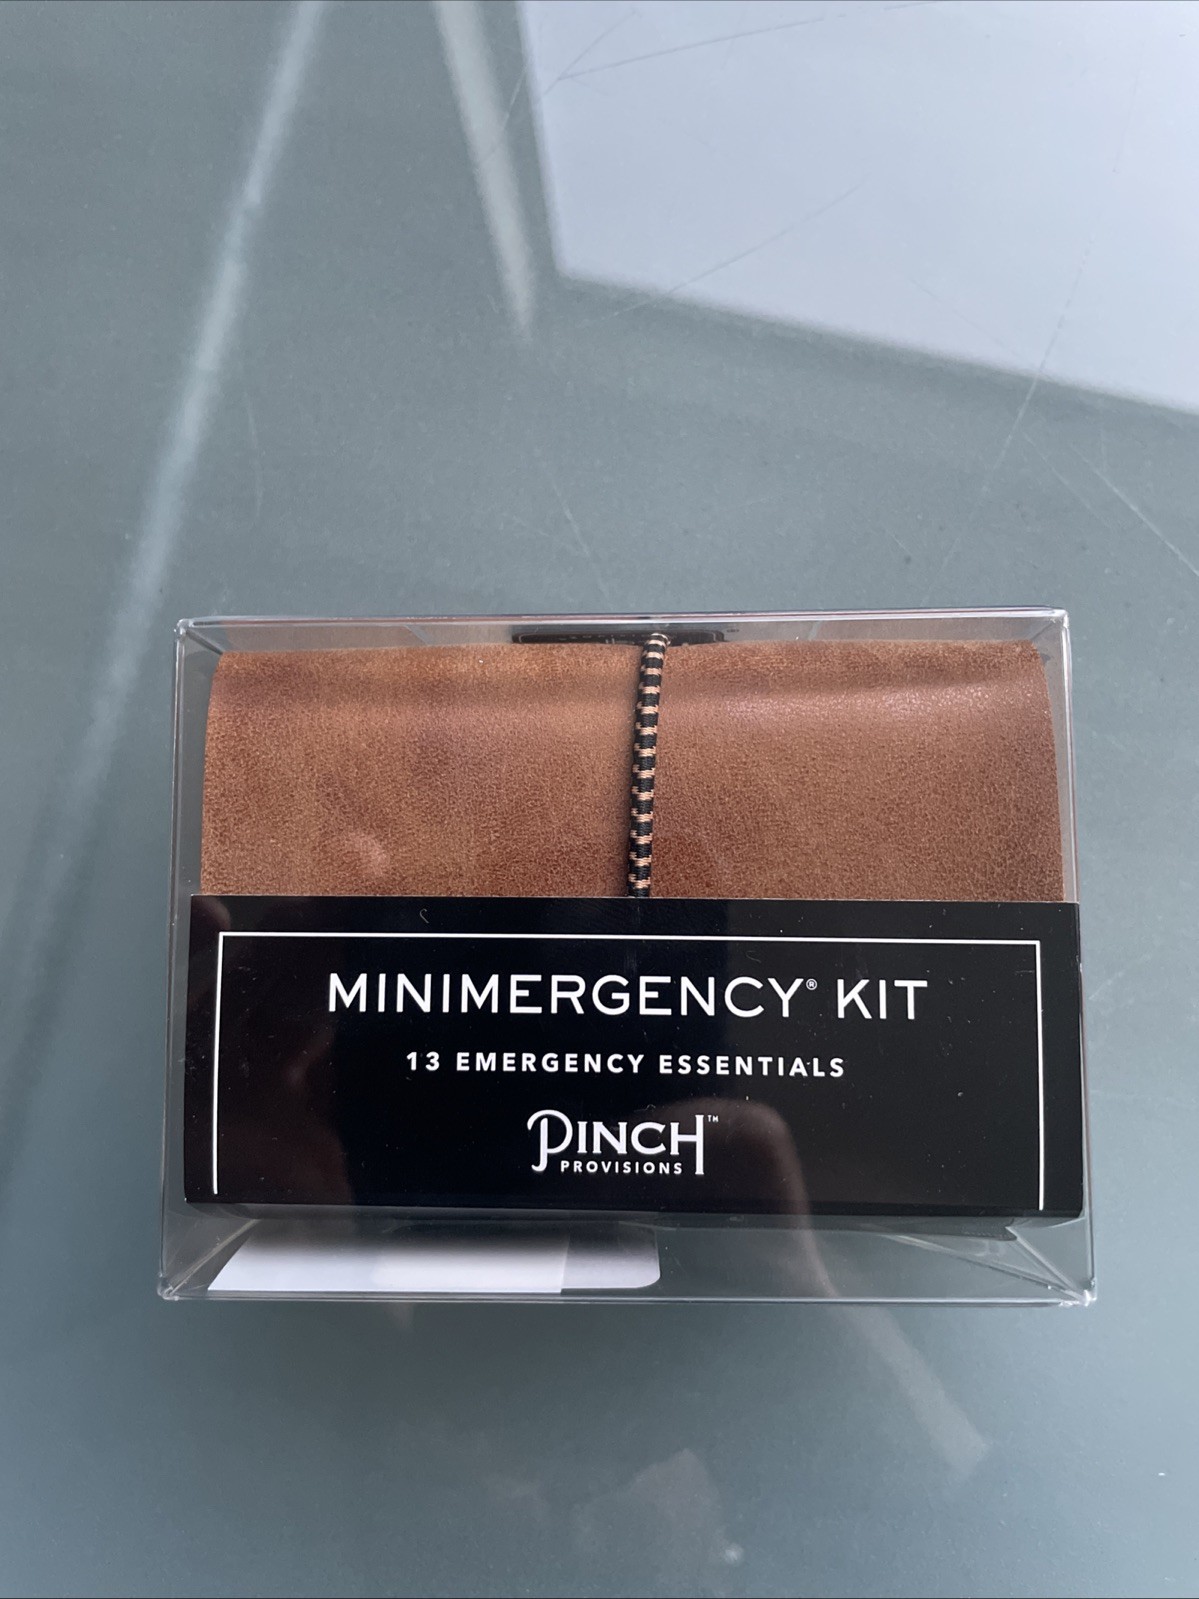 MINIMERGENCY® KIT
13 EMERGENCY ESSENTIALS
PINCH™
PROVISIONS